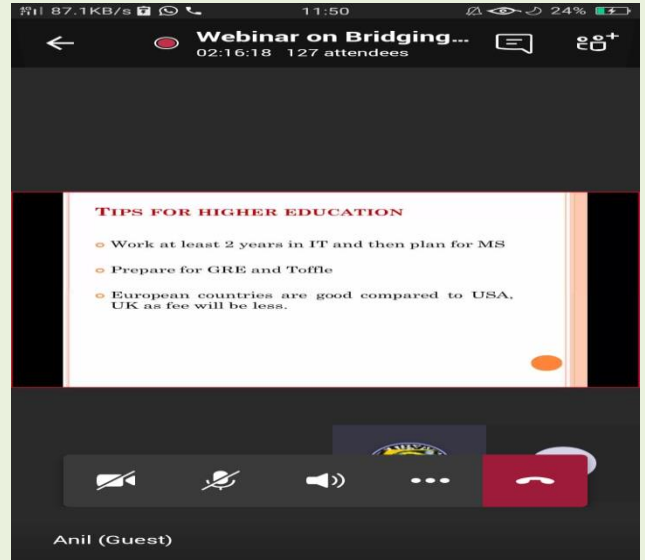 87.1KB/s 11:50 24%
Webinar on Bridging...
02:16:18 127 attendees
TIPS FOR HIGHER EDUCATION
Work at least 2 years in IT and then plan for MS
Prepare for GRE and Toffle
European countries are good compared to USA,
UK as fee will be less.
Anil (Guest)